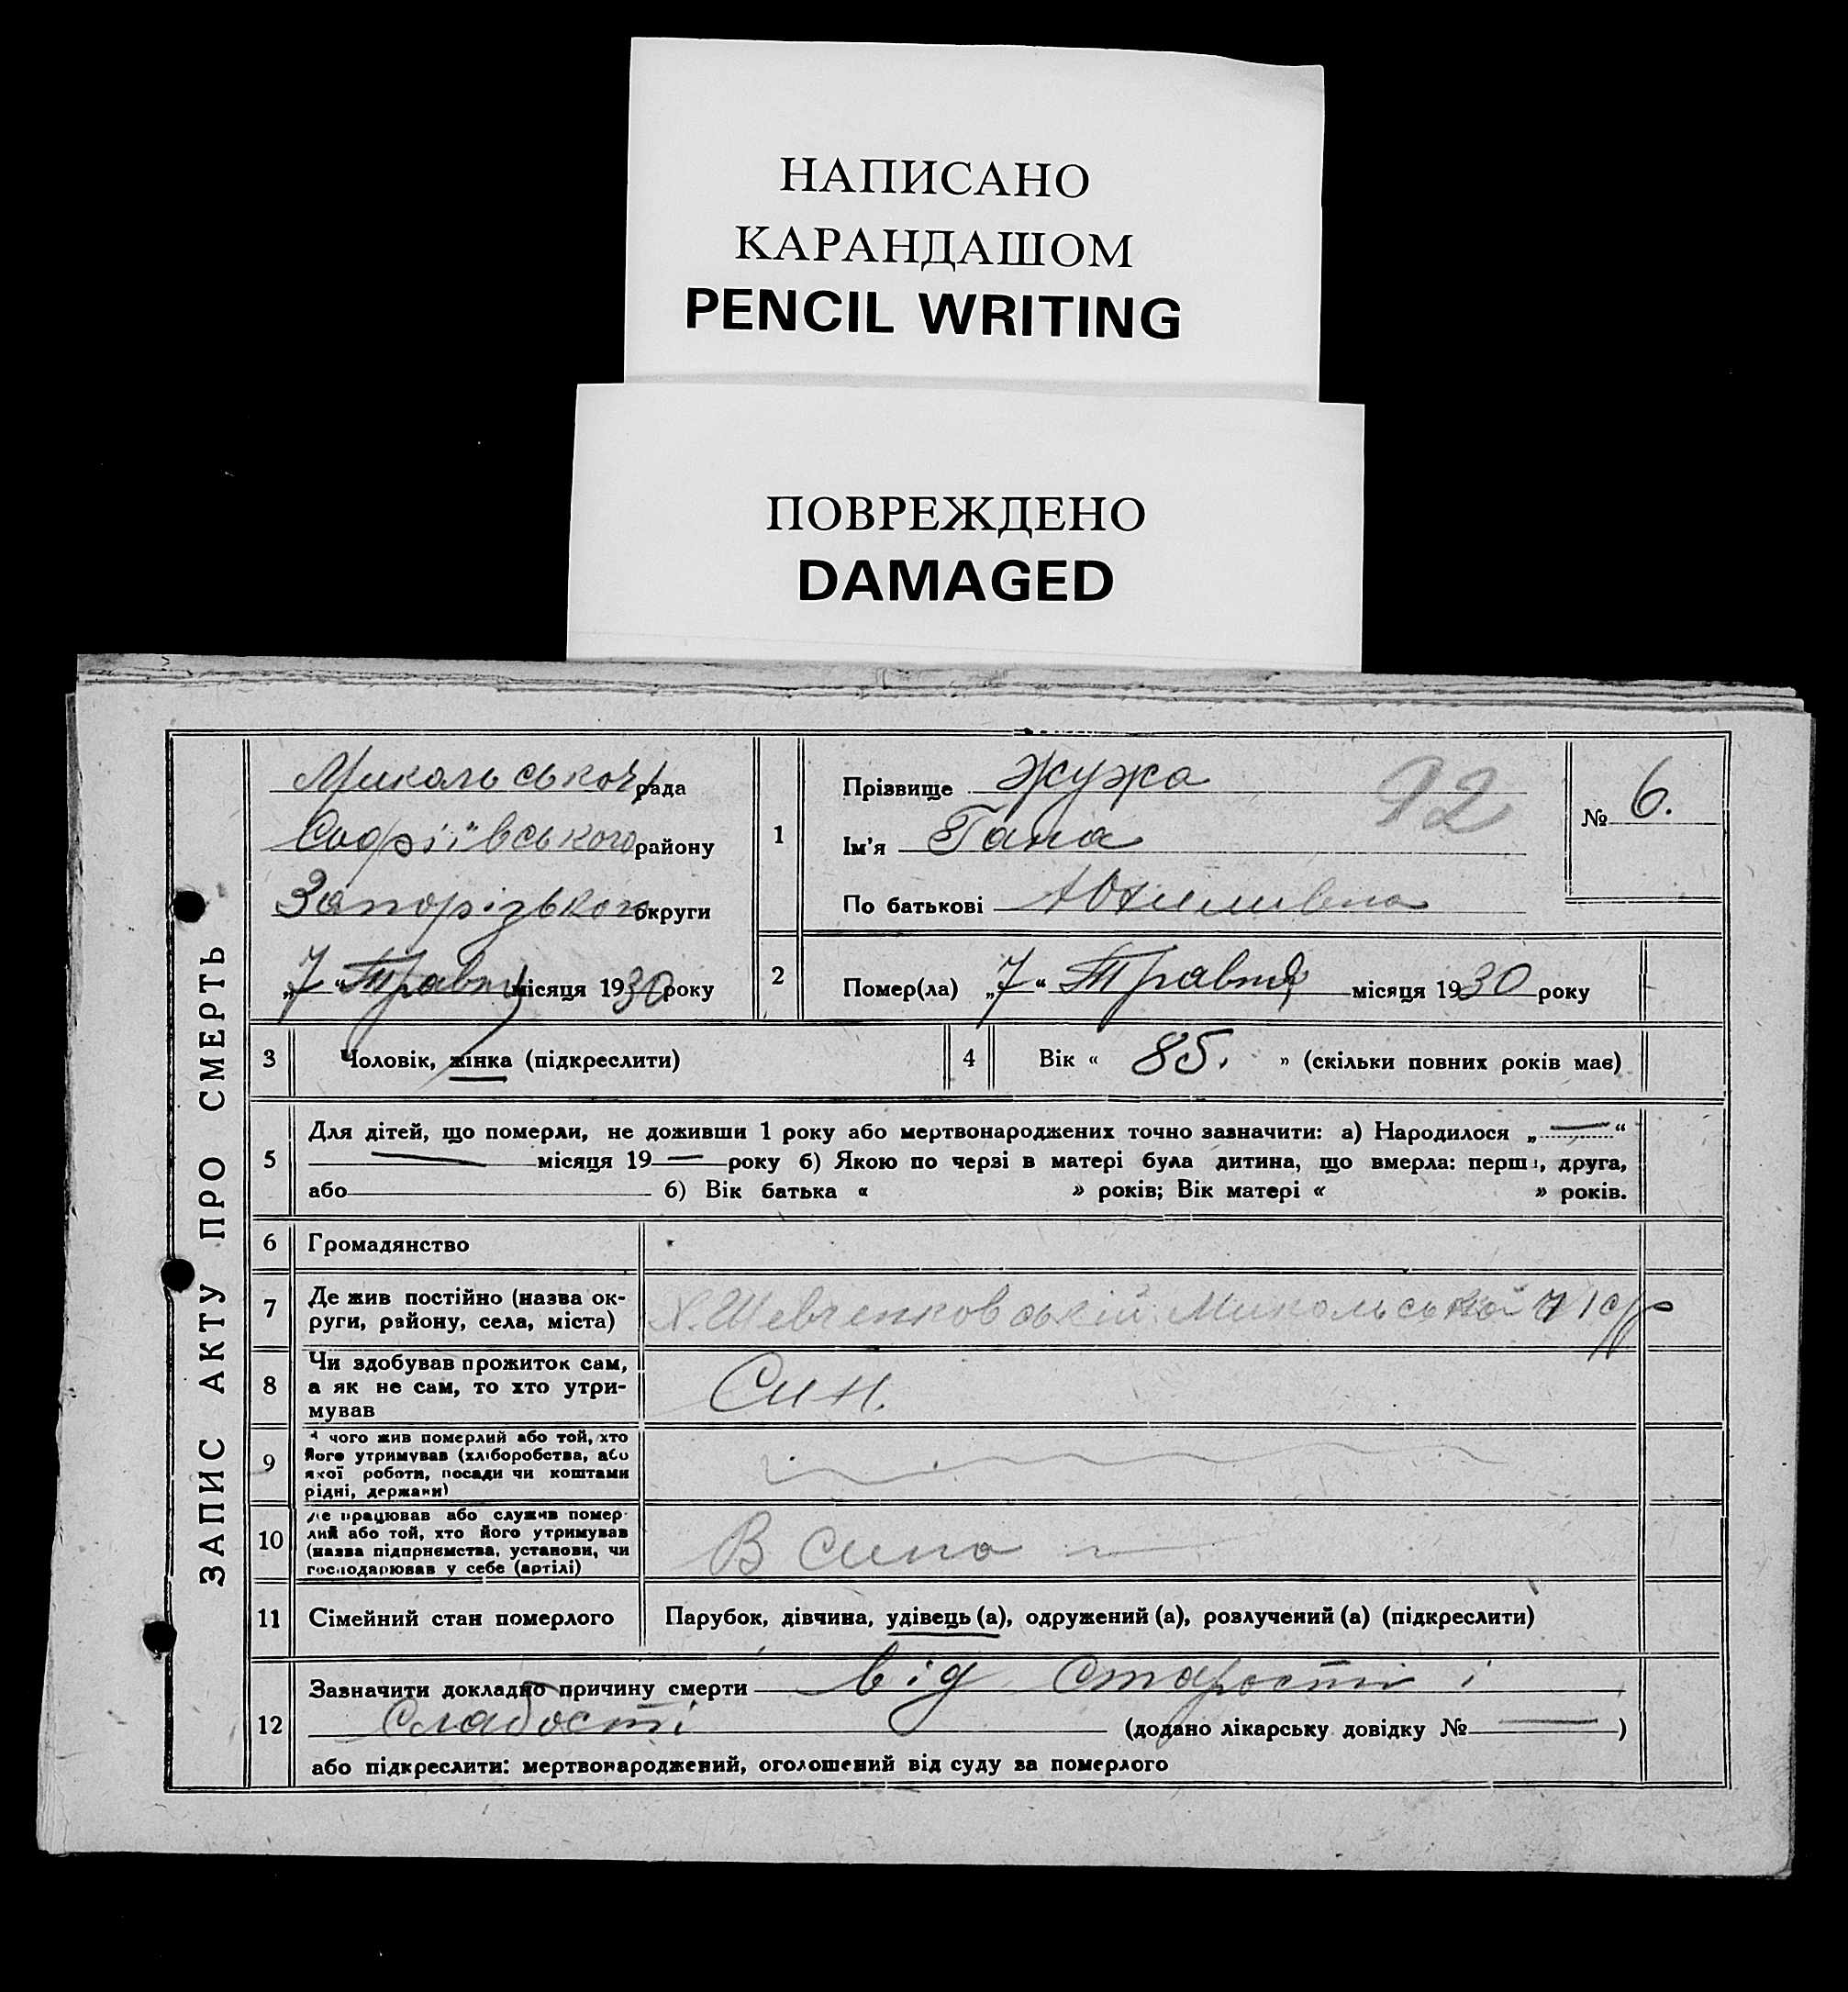 НАПИСАНО
КАРАНДАШОМ
PENCIL WRITING
ПОВРЕЖДЕНО
DAMAGED
ЗАПИС АКТУ ПРО СМЕРТЬ
рада
Софіївського району
Запорізького округи
„7“ Травня місяця 1930 року
1
Прізвище Жужа
Ім'я Гана
По батькові
92
№ 6.
2
Помер(ла) „7“ Травня місяця 1930 року
3 Чоловік, жінка (підкреслити)
4 Вік « 85. » (скільки повних років має)
5
Для дітей, що померли, не доживши 1 року або мертвонароджених точно зазначити: а) Народилося „—“
— місяця 19 — року б) Якою по черзі в матері була дитина, що вмерла: перша, друга,
або б) Вік батька « » років; Вік матері « » років.
6 Громадянство
7
Де жив постійно (назва ок-
руги, району, села, міста)
Х. Шевченковській Микольської с/р
8
Чи здобував прожиток сам,
а як не сам, то хто утри-
мував
Син.
9
З чого жив померлий або той, хто
його утримував (хліборобства, або
якої роботи, посади чи коштами
рідні, держави)
10
Де працював або служив помер-
лий або той, хто його утримував
(назва підприємства, установи, чи
господарював у себе (артілі)
В сина —
11 Сімейний стан померлого
Парубок, дівчина, удівець (а), одружений (а), розлучений (а) (підкреслити)
12
Зазначити докладно причину смерти від старости і
слабости (додано лікарську довідку № — )
або підкреслити: мертвонароджений, оголошений від суду за померлого